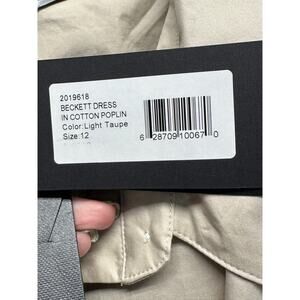 2019618
BECKETT DRESS
IN COTTON POPLIN
Color:Light Taupe
Size:12
6 28709 10067 0